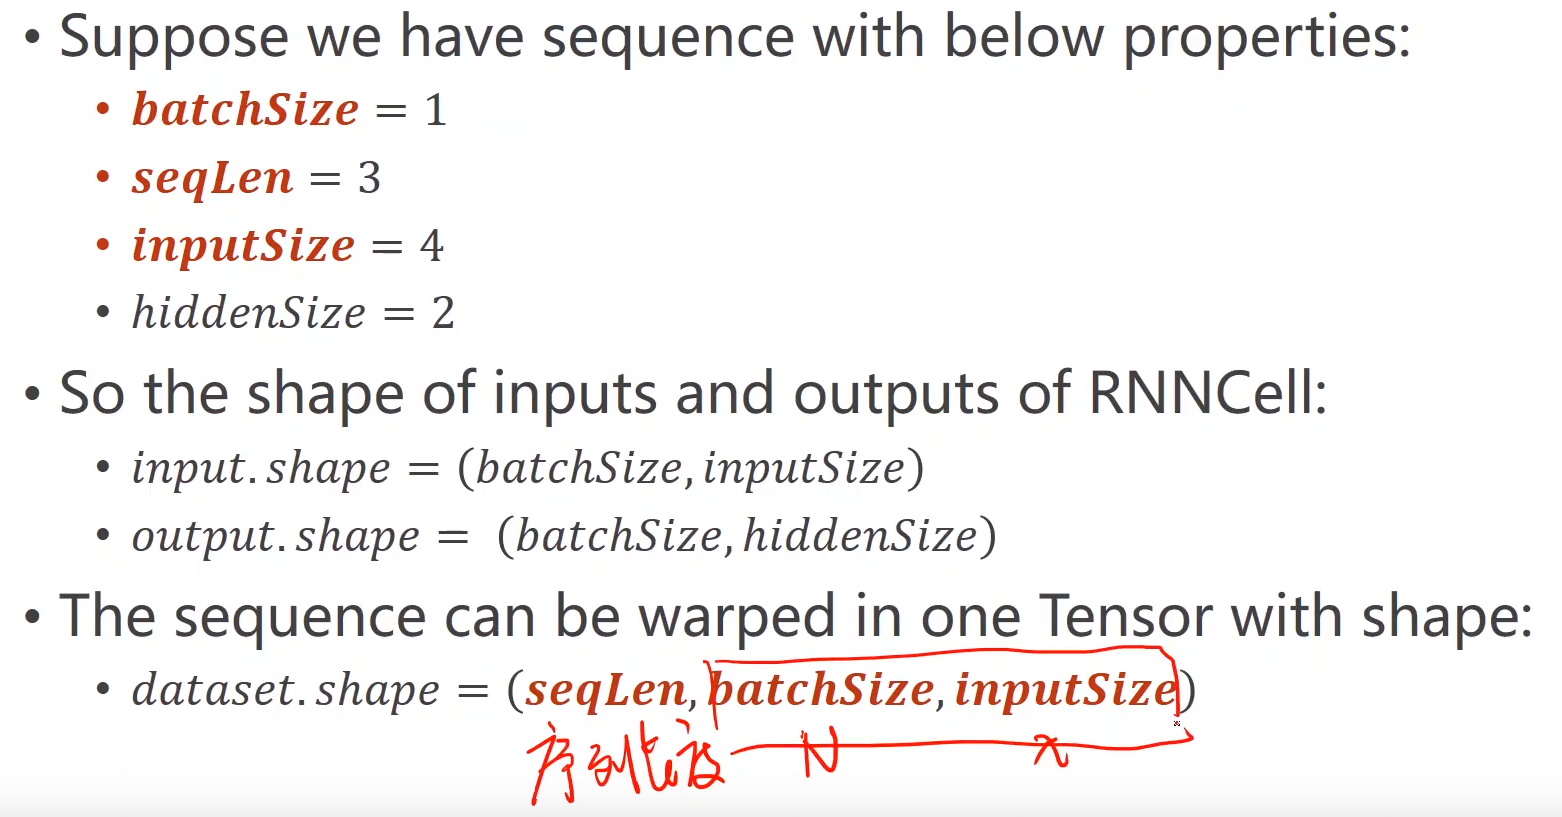 • Suppose we have sequence with below properties:
• batchSize = 1
• seqLen = 3
• inputSize = 4
• hiddenSize = 2
• So the shape of inputs and outputs of RNNCell:
• input.shape = (batchSize, inputSize)
• output.shape = (batchSize, hiddenSize)
• The sequence can be warped in one Tensor with shape:
• dataset.shape = (seqLen, batchSize, inputSize)
序列长度 N x